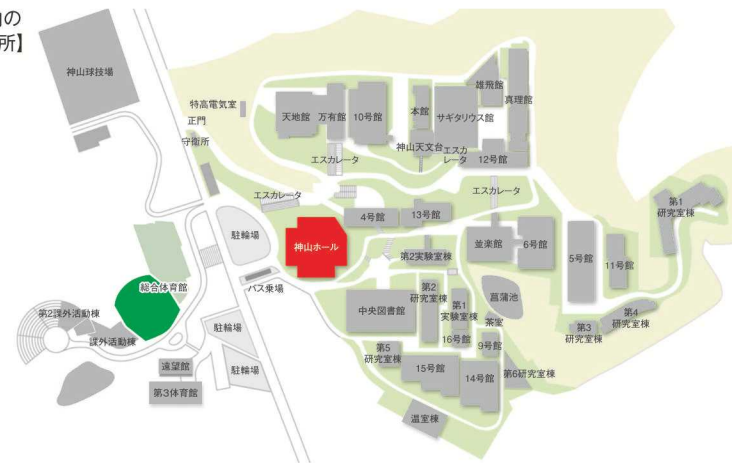 の
所】
神山球技場
特高電気室
正門
守衛所
天地館
万有館
10号館
本館
神山天文台
サギタリウス館
雄飛館
真理館
エスカレータ
エスカ
レータ
12号館
エスカレータ
エスカレータ
第1
研究室棟
駐輪場
神山ホール
4号館
13号館
並楽館
6号館
5号館
11号館
第2実験室棟
総合体育館
バス乗場
第2課外活動棟
課外活動棟
中央図書館
第2
研究室棟
第1
実験室棟
菖蒲池
茶室
16号館
9号館
第3
研究室棟
第4
研究室棟
駐輪場
遠望館
駐輪場
第3体育館
第5
研究室棟
15号館
14号館
第6研究室棟
温室棟